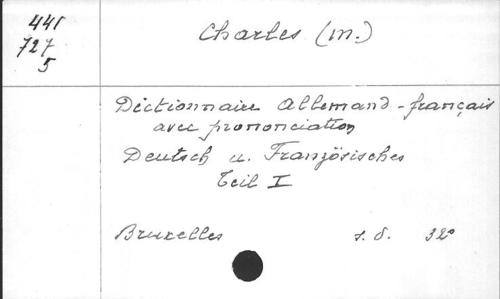 441
727
5
Charles (M.)
Dictionnaire Allemand-français
avec prononciation
Deutsch u. Französisches
Teil I
Bruxelles s. d. 32°